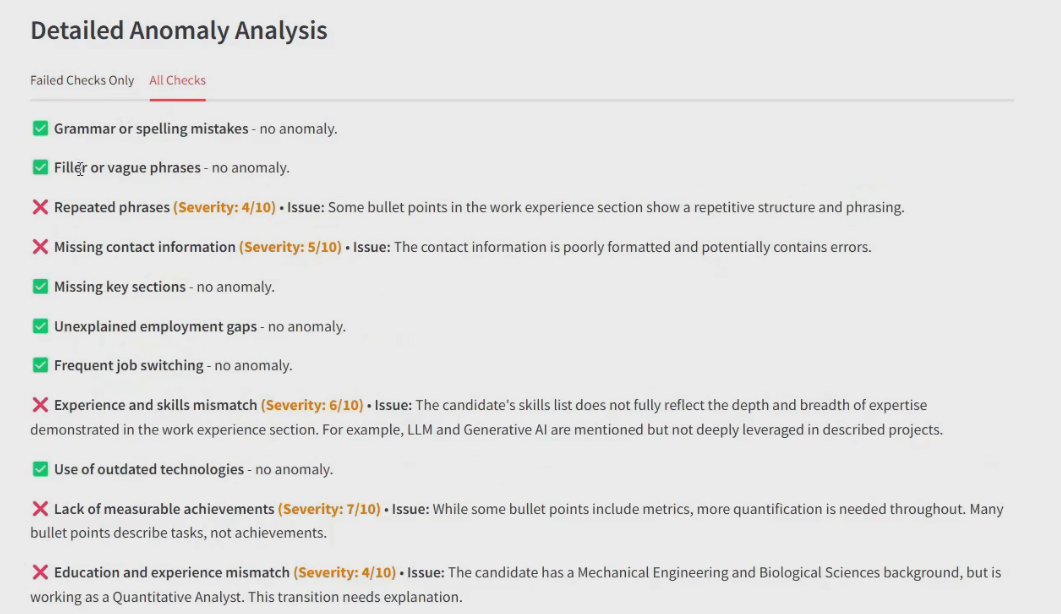 Detailed Anomaly Analysis
Failed Checks Only All Checks
Grammar or spelling mistakes - no anomaly.
Filler or vague phrases - no anomaly.
Repeated phrases (Severity: 4/10) • Issue: Some bullet points in the work experience section show a repetitive structure and phrasing.
Missing contact information (Severity: 5/10) • Issue: The contact information is poorly formatted and potentially contains errors.
Missing key sections - no anomaly.
Unexplained employment gaps - no anomaly.
Frequent job switching - no anomaly.
Experience and skills mismatch (Severity: 6/10) • Issue: The candidate's skills list does not fully reflect the depth and breadth of expertise
demonstrated in the work experience section. For example, LLM and Generative AI are mentioned but not deeply leveraged in described projects.
Use of outdated technologies - no anomaly.
Lack of measurable achievements (Severity: 7/10) • Issue: While some bullet points include metrics, more quantification is needed throughout. Many
bullet points describe tasks, not achievements.
Education and experience mismatch (Severity: 4/10) • Issue: The candidate has a Mechanical Engineering and Biological Sciences background, but is
working as a Quantitative Analyst. This transition needs explanation.